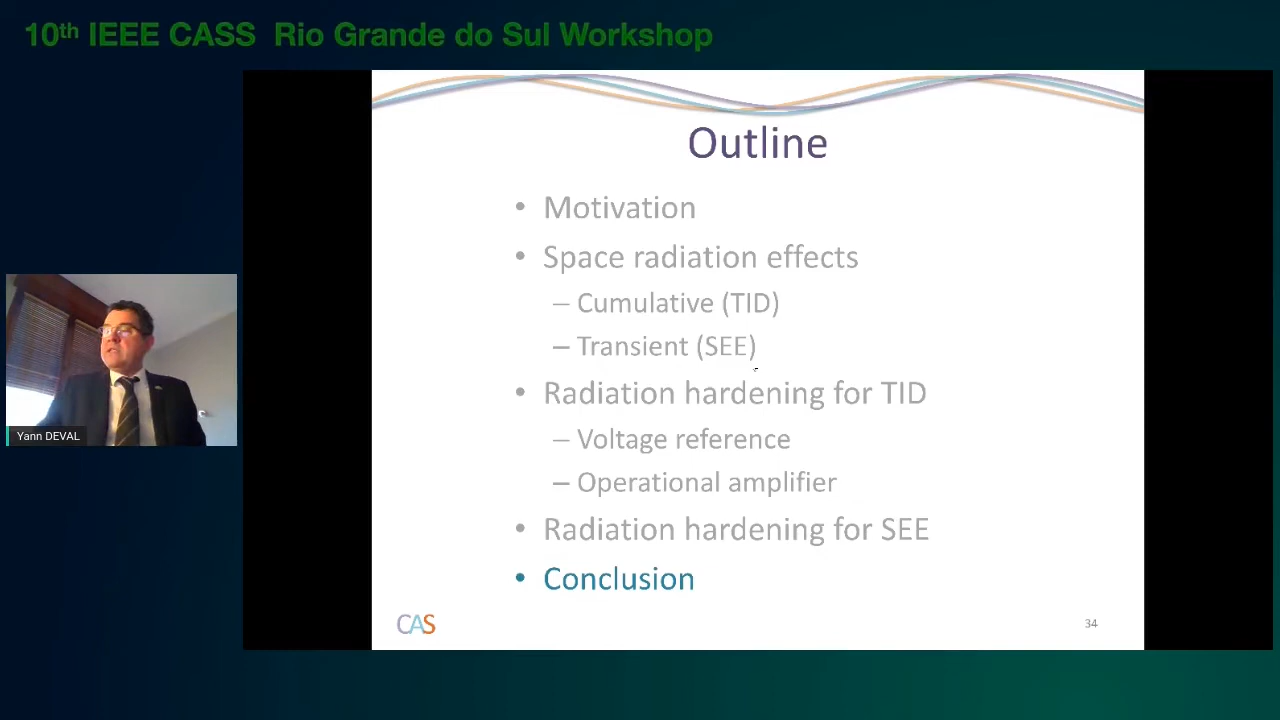 10th IEEE CASS Rio Grande do Sul Workshop
Outline
• Motivation
• Space radiation effects
– Cumulative (TID)
– Transient (SEE)
• Radiation hardening for TID
– Voltage reference
– Operational amplifier
• Radiation hardening for SEE
• Conclusion
CAS
34
Yann DEVAL